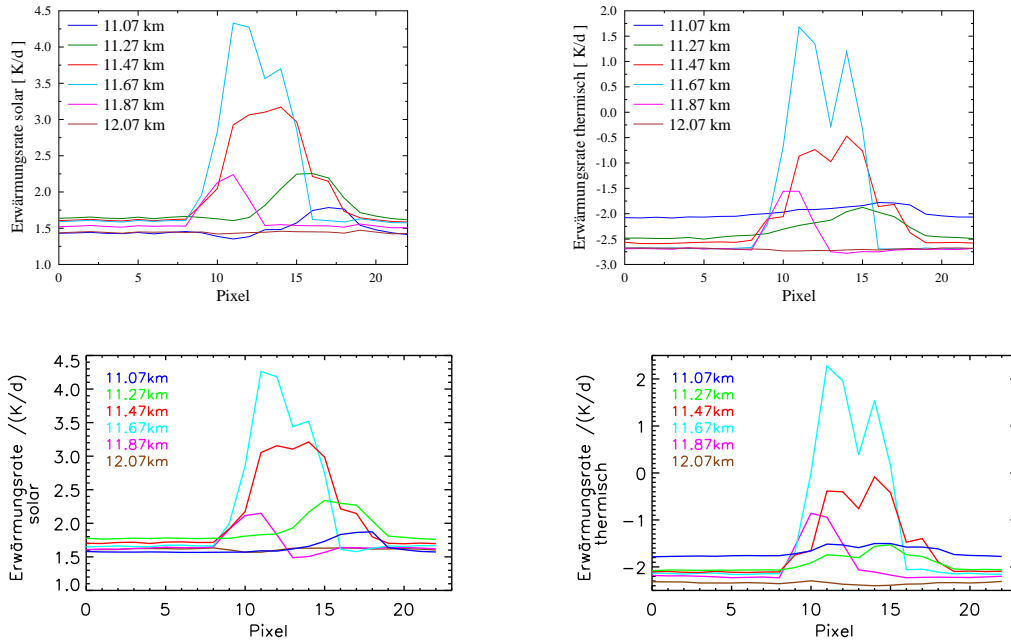 Erwärmungsrate solar [ K/d ]
4.5
4.0
3.5
3.0
2.5
2.0
1.5
1.0
11.07 km
11.27 km
11.47 km
11.67 km
11.87 km
12.07 km
0 5 10 15 20
Pixel
Erwärmungsrate thermisch [ K/d ]
2.0
1.5
1.0
0.5
0.0
-0.5
-1.0
-1.5
-2.0
-2.5
-3.0
11.07 km
11.27 km
11.47 km
11.67 km
11.87 km
12.07 km
0 5 10 15 20
Pixel
Erwärmungsrate /(K/d)
solar
4.5
4.0
3.5
3.0
2.5
2.0
1.5
1.0
11.07km
11.27km
11.47km
11.67km
11.87km
12.07km
0 5 10 15 20
Pixel
Erwärmungsrate /(K/d)
thermisch
2
1
0
−1
−2
11.07km
11.27km
11.47km
11.67km
11.87km
12.07km
0 5 10 15 20
Pixel